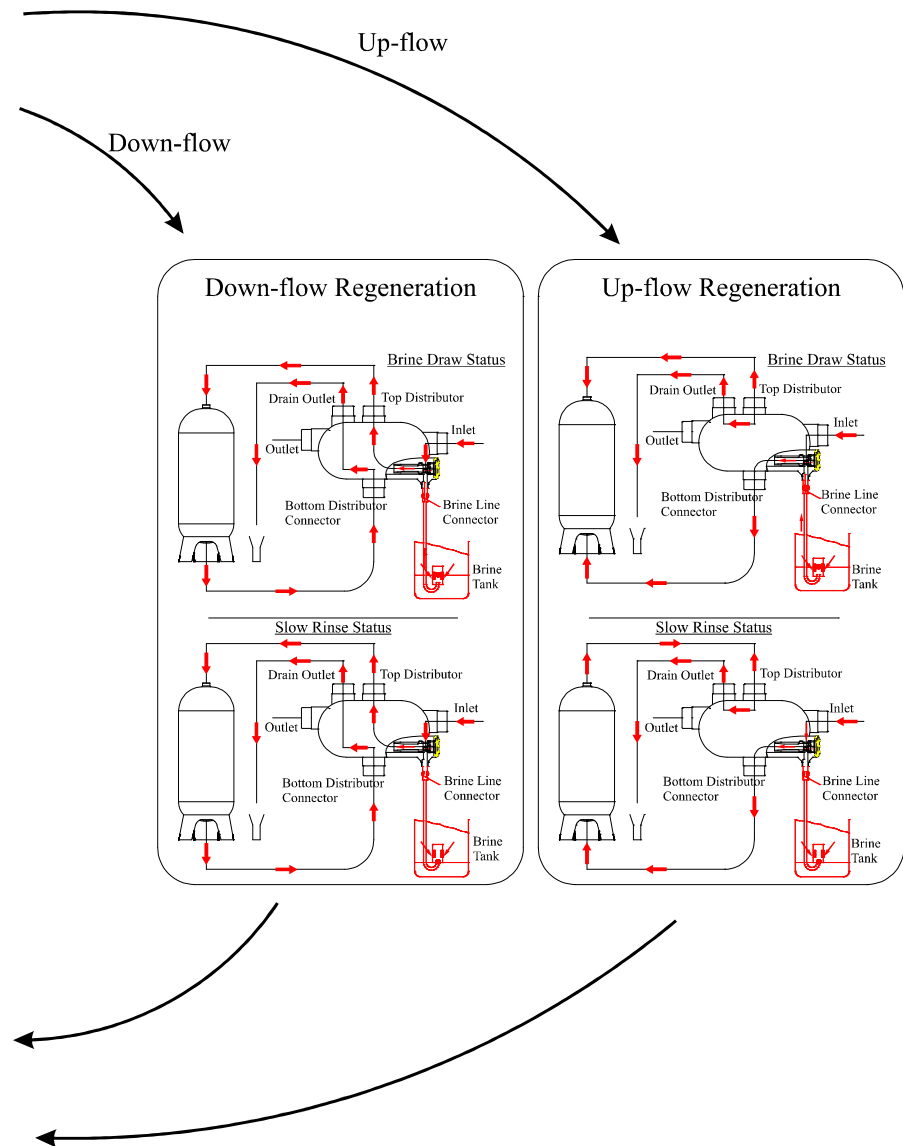 Up-flow
Down-flow
Down-flow Regeneration
Brine Draw Status
Drain Outlet
Top Distributor
Inlet
Outlet
Bottom Distributor
Connector
Brine Line
Connector
Brine
Tank
Slow Rinse Status
Drain Outlet
Top Distributor
Inlet
Outlet
Bottom Distributor
Connector
Brine Line
Connector
Brine
Tank
Up-flow Regeneration
Brine Draw Status
Drain Outlet
Top Distributor
Inlet
Outlet
Bottom Distributor
Connector
Brine Line
Connector
Brine
Tank
Slow Rinse Status
Drain Outlet
Top Distributor
Inlet
Outlet
Bottom Distributor
Connector
Brine Line
Connector
Brine
Tank